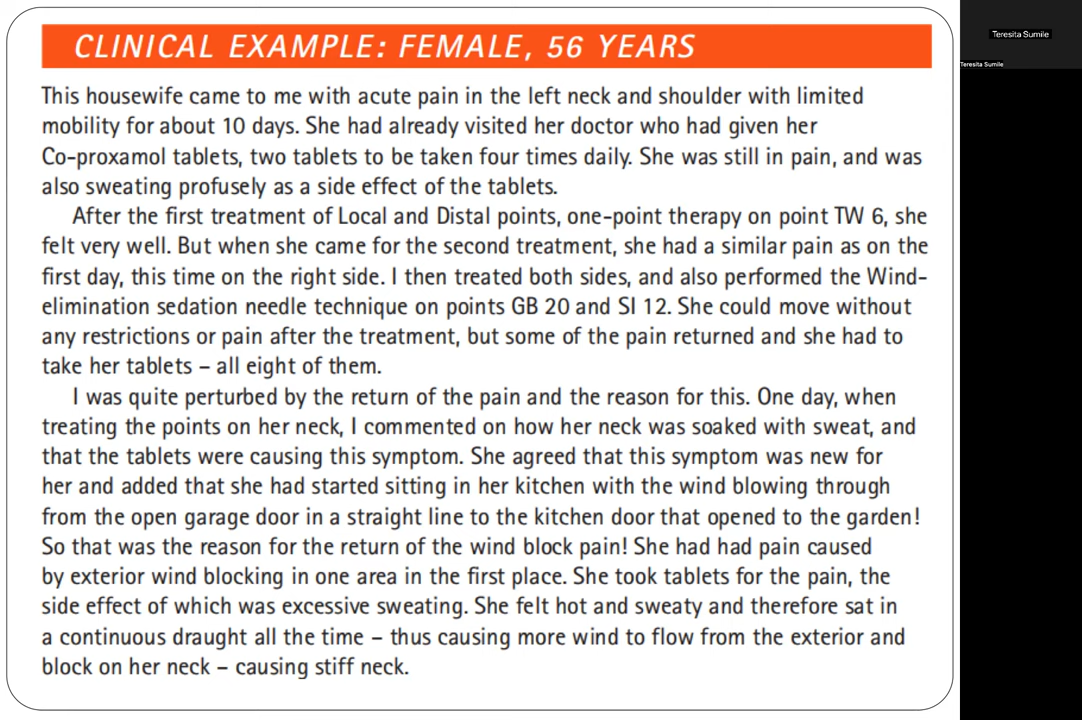 CLINICAL EXAMPLE: FEMALE, 56 YEARS
This housewife came to me with acute pain in the left neck and shoulder with limited
mobility for about 10 days. She had already visited her doctor who had given her
Co-proxamol tablets, two tablets to be taken four times daily. She was still in pain, and was
also sweating profusely as a side effect of the tablets.
After the first treatment of Local and Distal points, one-point therapy on point TW 6, she
felt very well. But when she came for the second treatment, she had a similar pain as on the
first day, this time on the right side. I then treated both sides, and also performed the Wind-
elimination sedation needle technique on points GB 20 and SI 12. She could move without
any restrictions or pain after the treatment, but some of the pain returned and she had to
take her tablets – all eight of them.
I was quite perturbed by the return of the pain and the reason for this. One day, when
treating the points on her neck, I commented on how her neck was soaked with sweat, and
that the tablets were causing this symptom. She agreed that this symptom was new for
her and added that she had started sitting in her kitchen with the wind blowing through
from the open garage door in a straight line to the kitchen door that opened to the garden!
So that was the reason for the return of the wind block pain! She had had pain caused
by exterior wind blocking in one area in the first place. She took tablets for the pain, the
side effect of which was excessive sweating. She felt hot and sweaty and therefore sat in
a continuous draught all the time – thus causing more wind to flow from the exterior and
block on her neck – causing stiff neck.
Teresita Sumile
Teresita Sumile